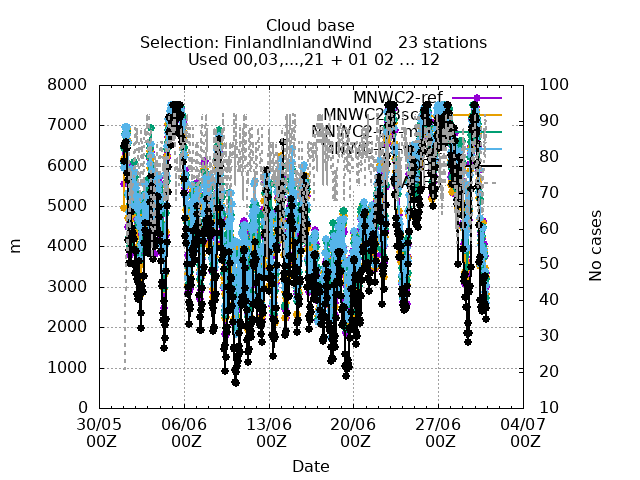 Cloud base
Selection: FinlandInlandWind 23 stations
Used 00,03,...,21 + 01 02 ... 12
8000
7000
6000
5000
4000
3000
2000
1000
0
100
90
80
70
60
50
40
30
20
10
m
No cases
MNWC2-ref
30/05 06/06 13/06 20/06 27/06 04/07
00Z 00Z 00Z 00Z 00Z 00Z
Date